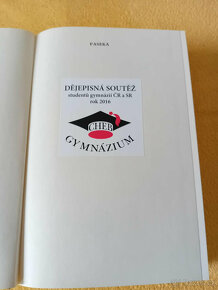 PASEKA
DĚJEPISNÁ SOUTĚŽ
studentů gymnázií ČR a SR
rok 2016
CHEB
GYMNÁZIUM